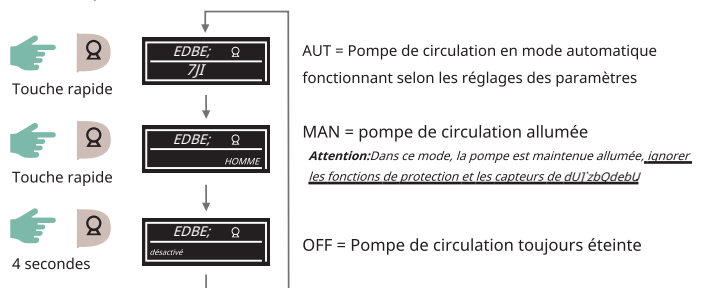 EDBE;
7JI
AUT = Pompe de circulation en mode automatique
fonctionnant selon les réglages des paramètres
Touche rapide
MAN = pompe de circulation allumée
EDBE;
HOMME
Attention:Dans ce mode, la pompe est maintenue allumée, ignorer
les fonctions de protection et les capteurs de dU]`zbQdebU
Touche rapide
EDBE;
désactivé
OFF = Pompe de circulation toujours éteinte
4 secondes